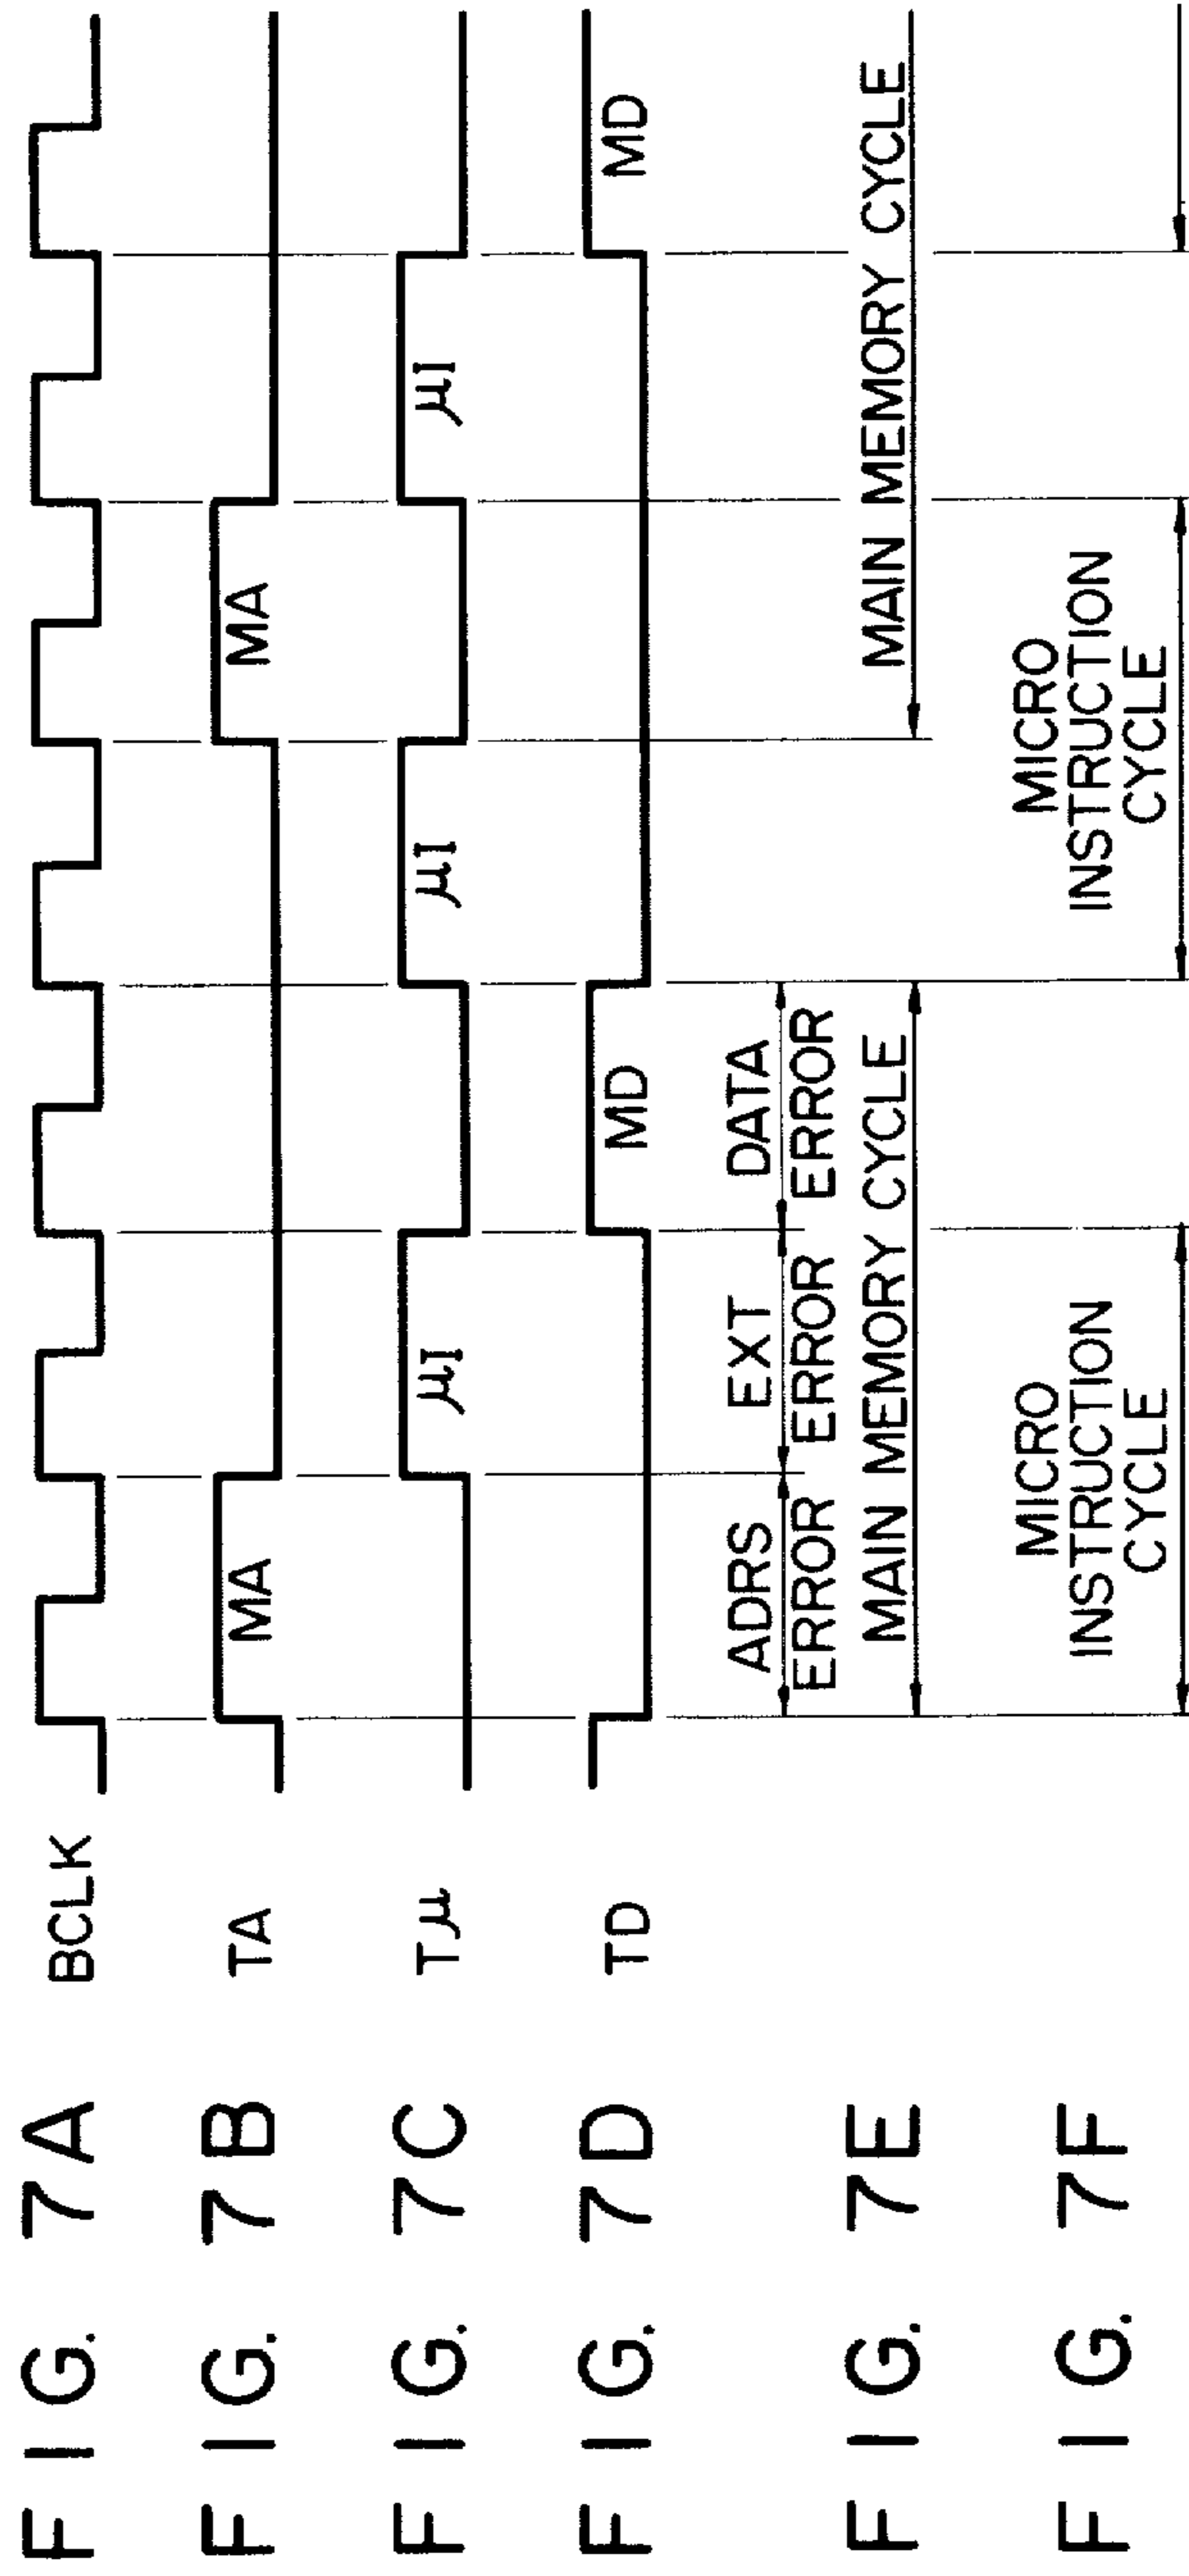 FIG. 7A BCLK
FIG. 7B TA
MA MA
FIG. 7C Tμ
μI μI μI
FIG. 7D TD
MD MD
ADRS EXT DATA
ERROR ERROR ERROR
FIG. 7E
MAIN MEMORY CYCLE MAIN MEMORY CYCLE
FIG. 7F
MICRO
INSTRUCTION
CYCLE
MICRO
INSTRUCTION
CYCLE